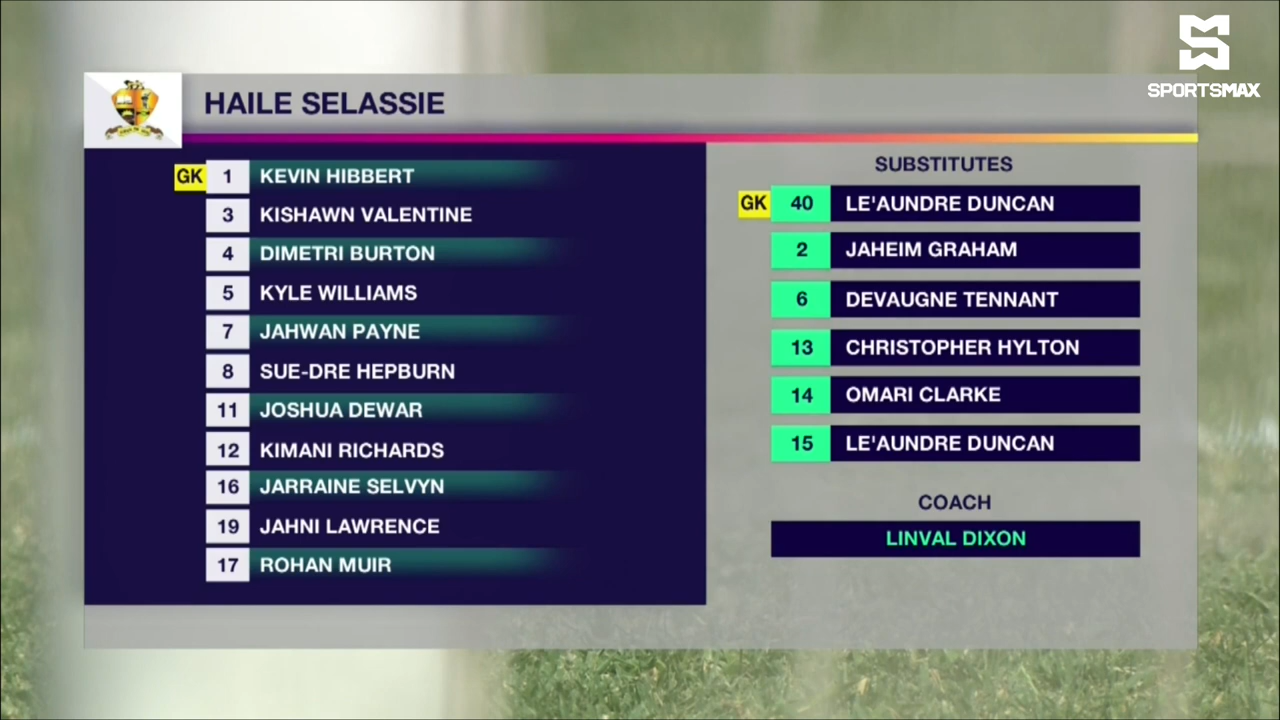 SPORTSMAX
HAILE SELASSIE
GK 1 KEVIN HIBBERT
3 KISHAWN VALENTINE
4 DIMETRI BURTON
5 KYLE WILLIAMS
7 JAHWAN PAYNE
8 SUE-DRE HEPBURN
11 JOSHUA DEWAR
12 KIMANI RICHARDS
16 JARRAINE SELVYN
19 JAHNI LAWRENCE
17 ROHAN MUIR
SUBSTITUTES
GK 40 LE'AUNDRE DUNCAN
2 JAHEIM GRAHAM
6 DEVAUGNE TENNANT
13 CHRISTOPHER HYLTON
14 OMARI CLARKE
15 LE'AUNDRE DUNCAN
COACH
LINVAL DIXON